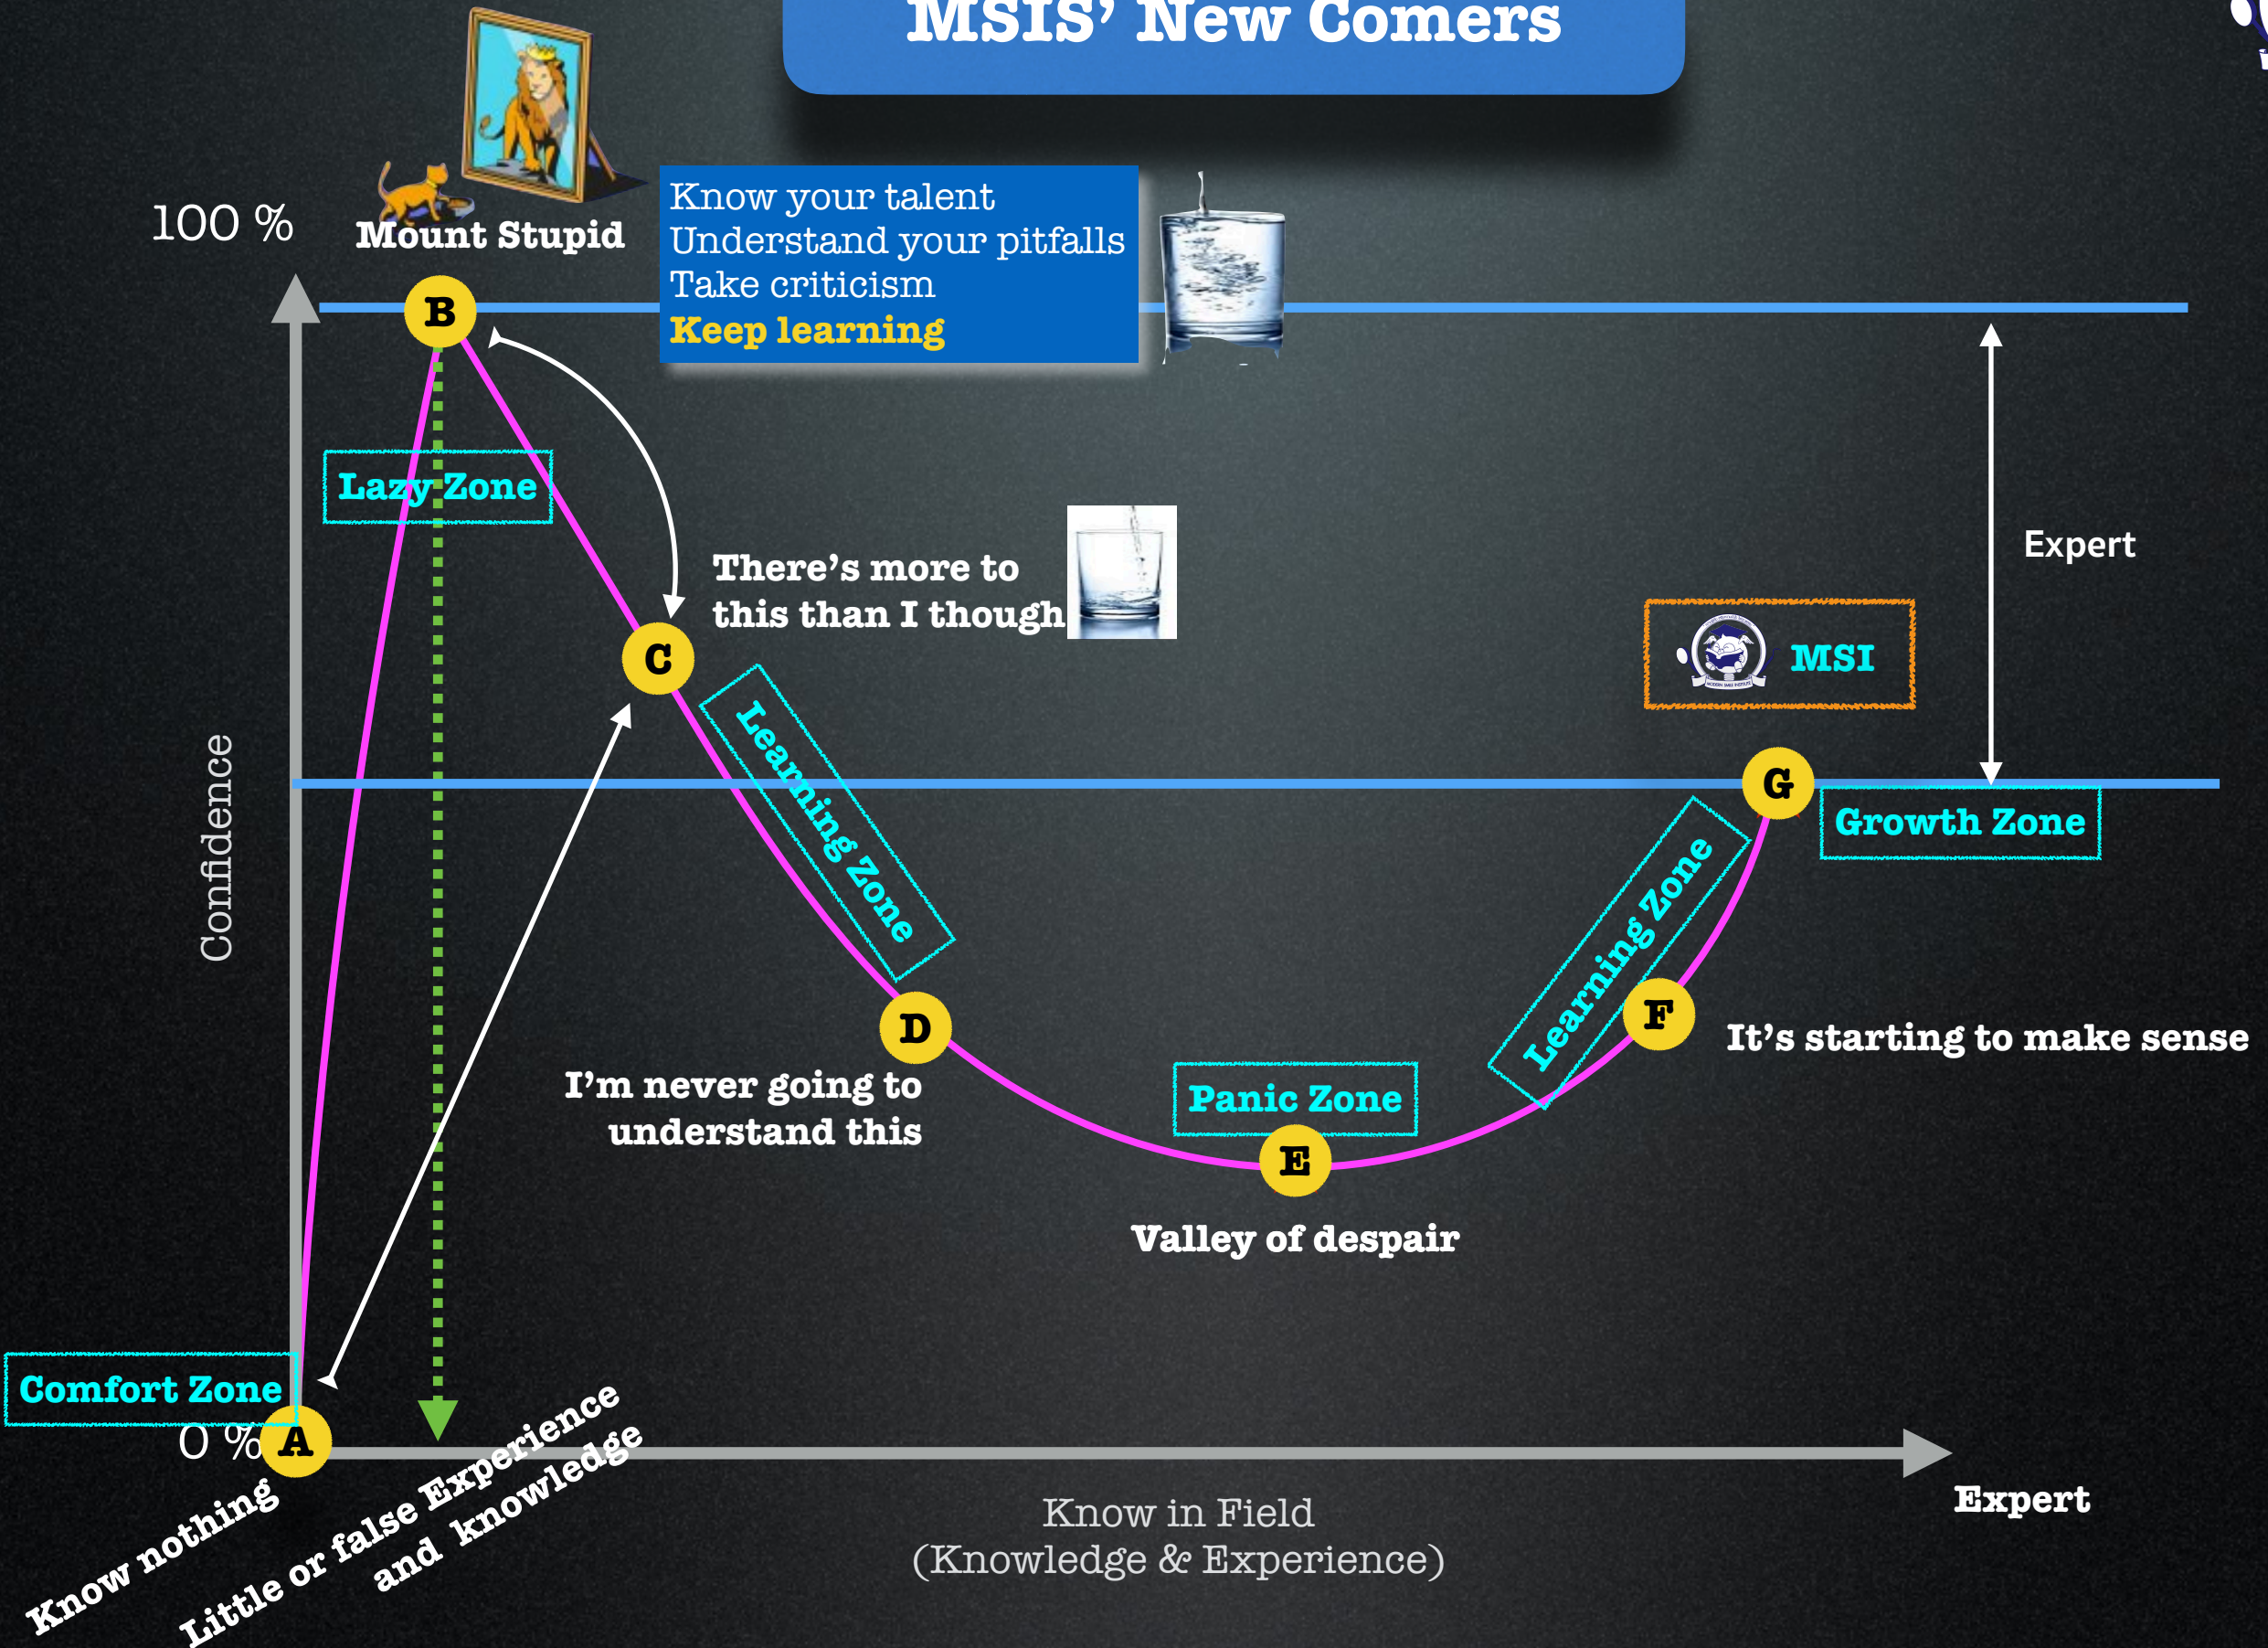 MSIS’ New Comers
100 %
Mount Stupid
Know your talent
Understand your pitfalls
Take criticism
Keep learning
B
Lazy Zone
Expert
There’s more to
this than I though
C
MSI
Learning Zone
Confidence
G
Growth Zone
Learning Zone
D
F
It’s starting to make sense
I’m never going to
understand this
Panic Zone
E
Valley of despair
Comfort Zone
0 %
A
Know nothing
Little or false Experience
and knowledge
Know in Field
(Knowledge & Experience)
Expert